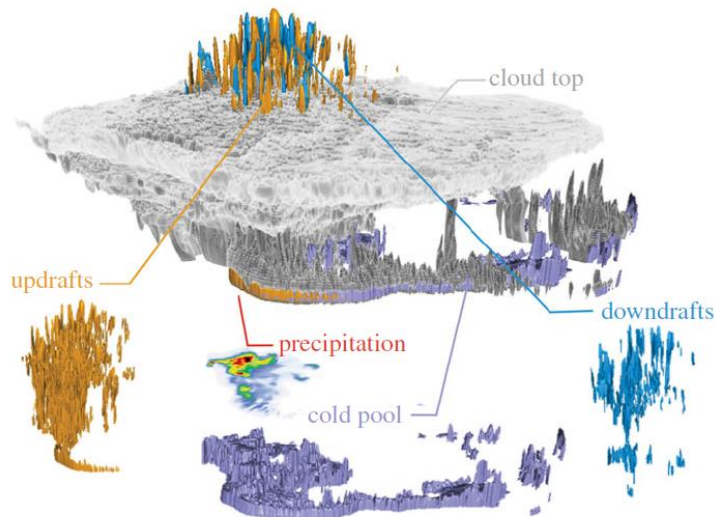 cloud top
updrafts
downdrafts
precipitation
cold pool